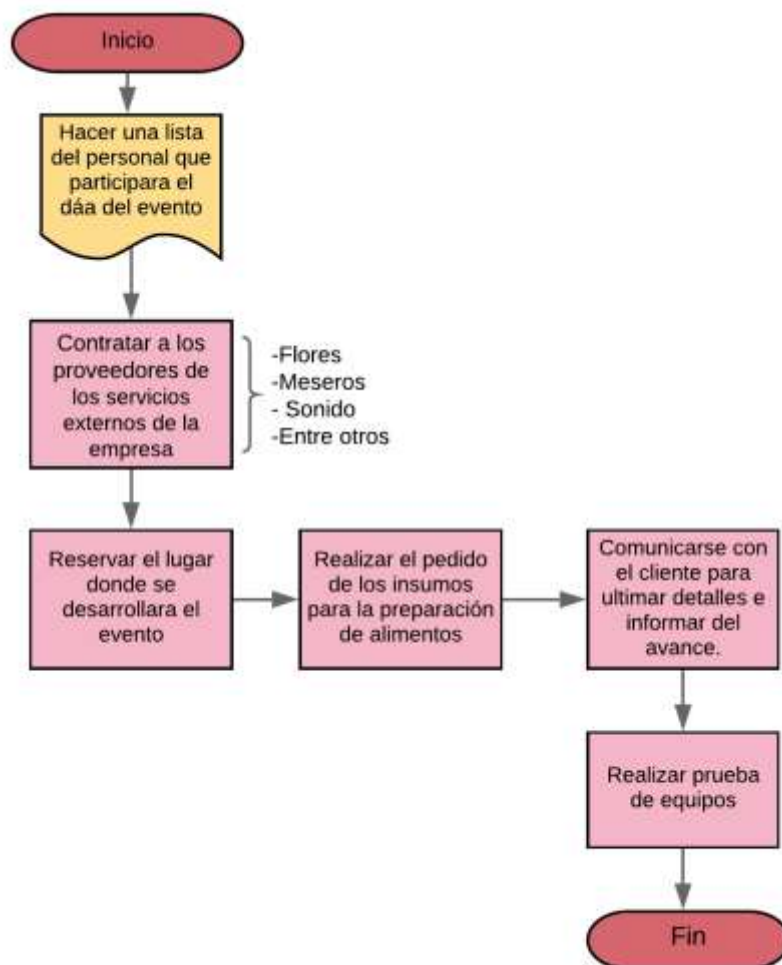 Inicio
Hacer una lista
del personal que
participara el
dáa del evento
Contratar a los
proveedores de
los servicios
externos de la
empresa
-Flores
-Meseros
- Sonido
-Entre otros
Reservar el lugar
donde se
desarrollara el
evento
Realizar el pedido
de los insumos
para la preparación
de alimentos
Comunicarse con
el cliente para
ultimar detalles e
informar del
avance.
Realizar prueba
de equipos
Fin